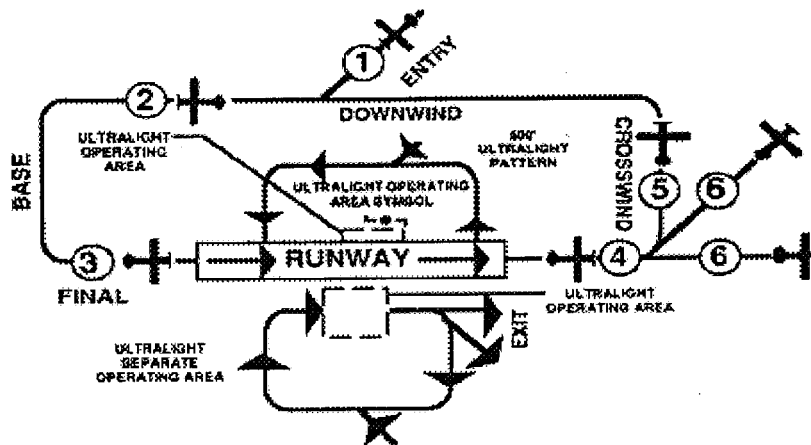 1
ENTRY
2
DOWNWIND
ULTRALIGHT
OPERATING
AREA
500'
ULTRALIGHT
PATTERN
CROSSWIND
BASE
ULTRALIGHT OPERATING
AREA SYMBOL
5
6
3
FINAL
RUNWAY
4
6
ULTRALIGHT
OPERATING AREA
EXIT
ULTRALIGHT
SEPARATE
OPERATING AREA